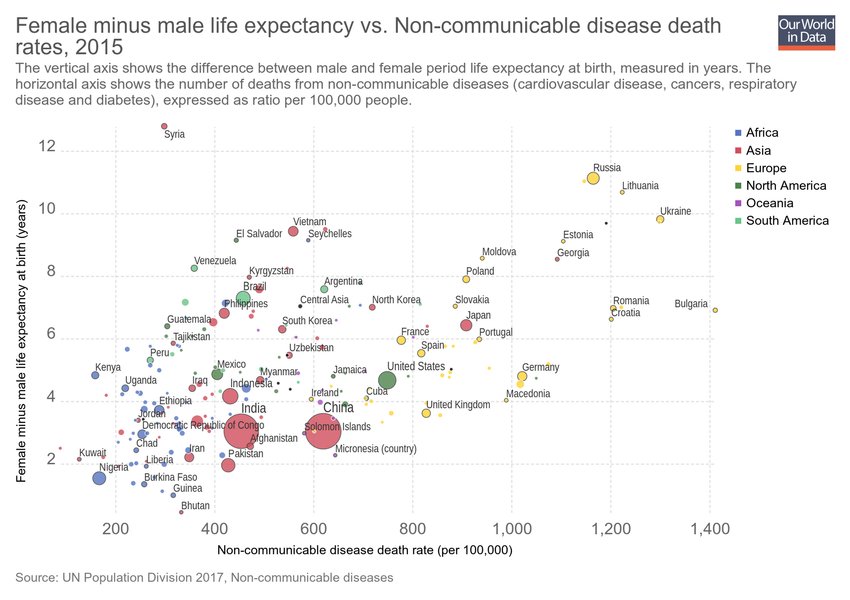 Female minus male life expectancy vs. Non-communicable disease death
rates, 2015
Our World
in Data
The vertical axis shows the difference between male and female period life expectancy at birth, measured in years. The
horizontal axis shows the number of deaths from non-communicable diseases (cardiovascular disease, cancers, respiratory
disease and diabetes), expressed as ratio per 100,000 people.
Female minus male life expectancy (years)
12
10
8
6
4
2
Syria
Russia
Lithuania
Ukraine
Vietnam
El Salvador
Seychelles
Estonia
Moldova
Georgia
Venezuela
Kyrgyzstan
Poland
Argentina
Brazil
Central Asia
North Korea
Slovakia
Romania
Bulgaria
Philippines
Croatia
Guatemala
South Korea
Japan
Tajikistan
France
Portugal
Peru
Uzbekistan
Spain
Kenya
Mexico
Myanmar
Jamaica
United States
Germany
Uganda
Iraq
Indonesia
Ireland
Cuba
Macedonia
Ethiopia
India
China
United Kingdom
Jordan
Democratic Republic of Congo
Solomon Islands
Chad
Iran
Afghanistan
Kuwait
Liberia
Pakistan
Micronesia (country)
Nigeria
Burkina Faso
Guinea
Bhutan
200
400
600
800
1,000
1,200
1,400
Non-communicable disease death rate (per 100,000)
Africa
Asia
Europe
North America
Oceania
South America
Source: UN Population Division 2017, Non-communicable diseases